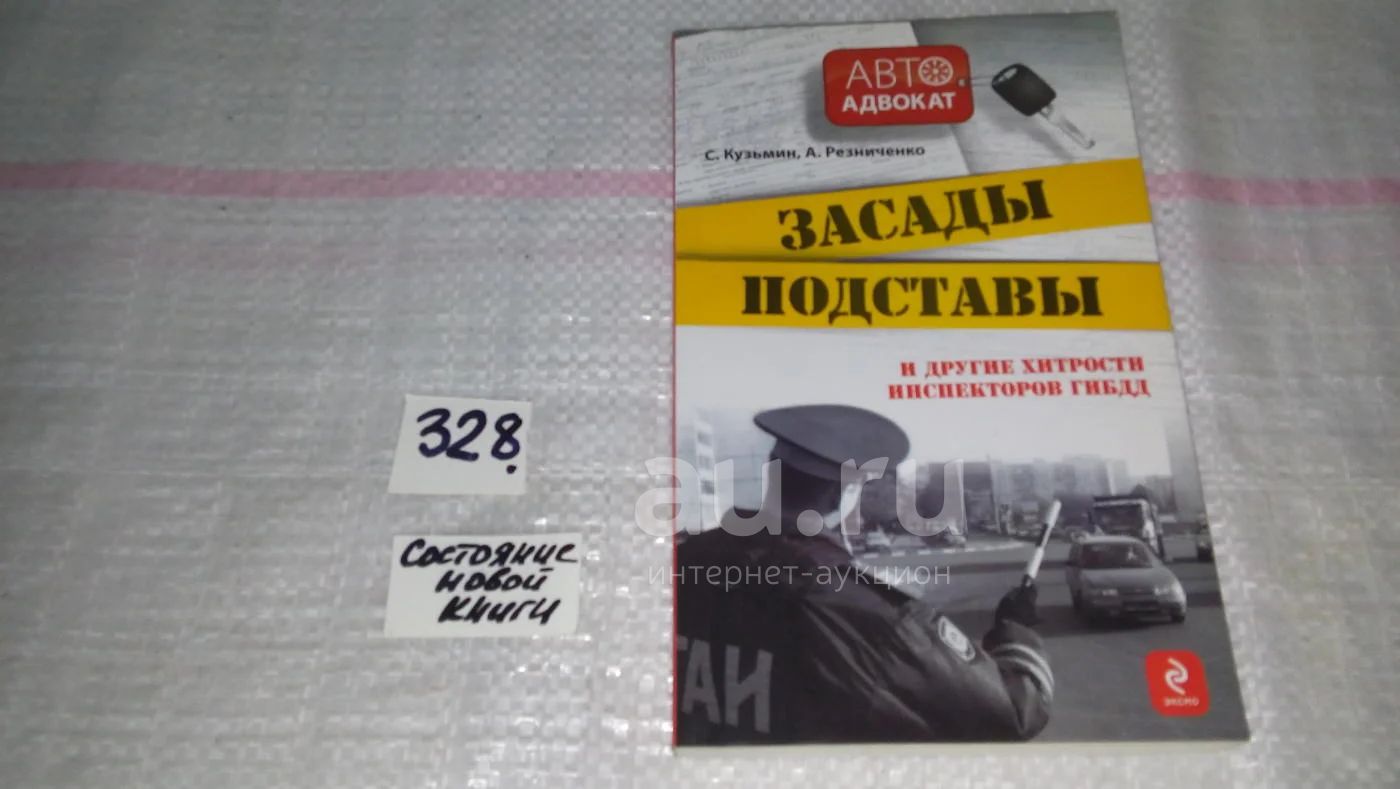 АВТО
АДВОКАТ
С. Кузьмин, А. Резниченко
ЗАСАДЫ
ПОДСТАВЫ
И ДРУГИЕ ХИТРОСТИ
ИНСПЕКТОРОВ ГИБДД
328.
Состояние
новой
книги
au.ru
интернет-аукцион
ГАИ
ЭКСМО